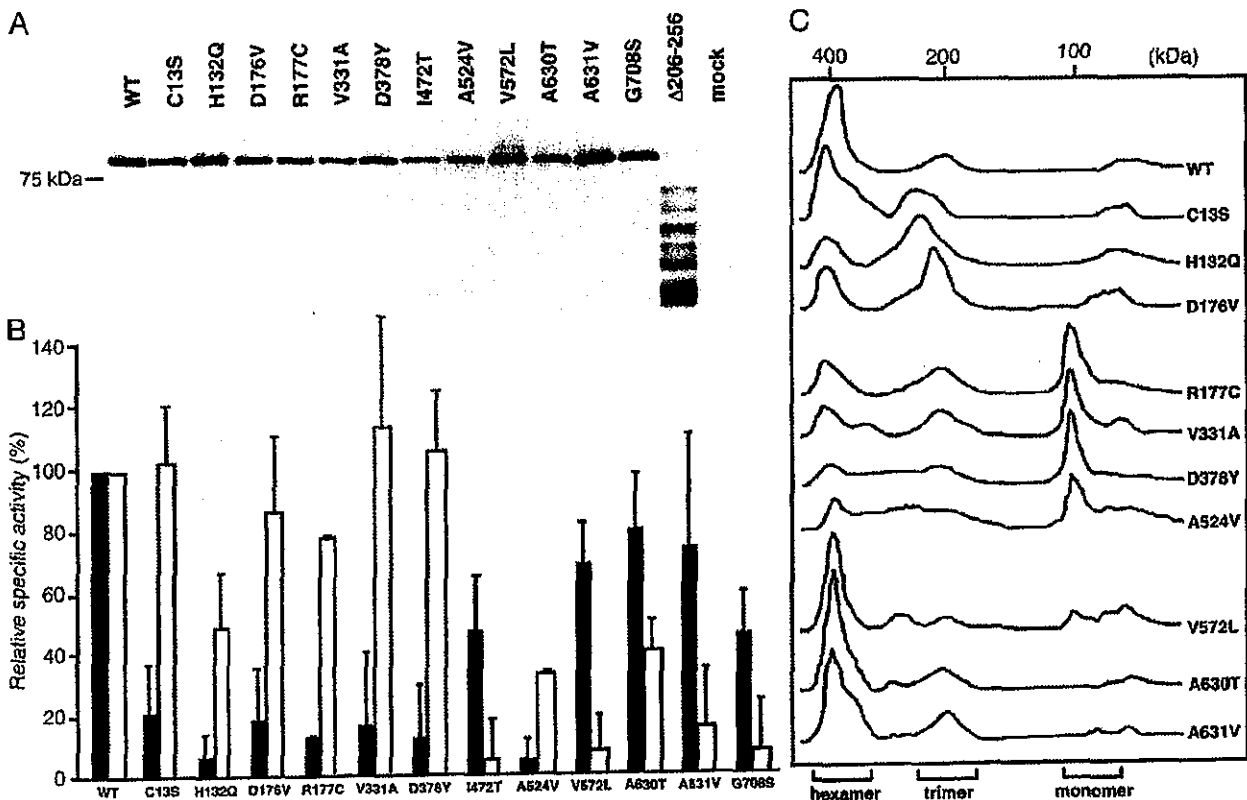 A
WT C13S H132Q D176V R177C V331A D378Y I472T A524V V572L A630T A631V G708S Δ206-256 mock
75 kDa
B
Relative specific activity (%)
140
120
100
80
60
40
20
0
WT C13S H132Q D176V R177C V331A D378Y I472T A524V V572L A630T A631V G708S
C
400 200 100 (kDa)
WT
C13S
H132Q
D176V
R177C
V331A
D378Y
A524V
V572L
A630T
A631V
hexamer trimer monomer